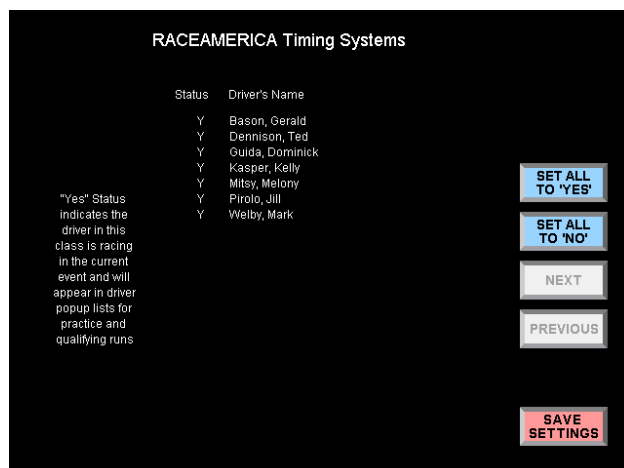 RACEAMERICA Timing Systems
Status Driver's Name
Y Bason, Gerald
Y Dennison, Ted
Y Guida, Dominick
Y Kasper, Kelly
Y Mitsy, Melony
Y Pirolo, Jill
Y Welby, Mark
"Yes" Status
indicates the
driver in this
class is racing
in the current
event and will
appear in driver
popup lists for
practice and
qualifying runs
SET ALL
TO 'YES'
SET ALL
TO 'NO'
NEXT
PREVIOUS
SAVE
SETTINGS